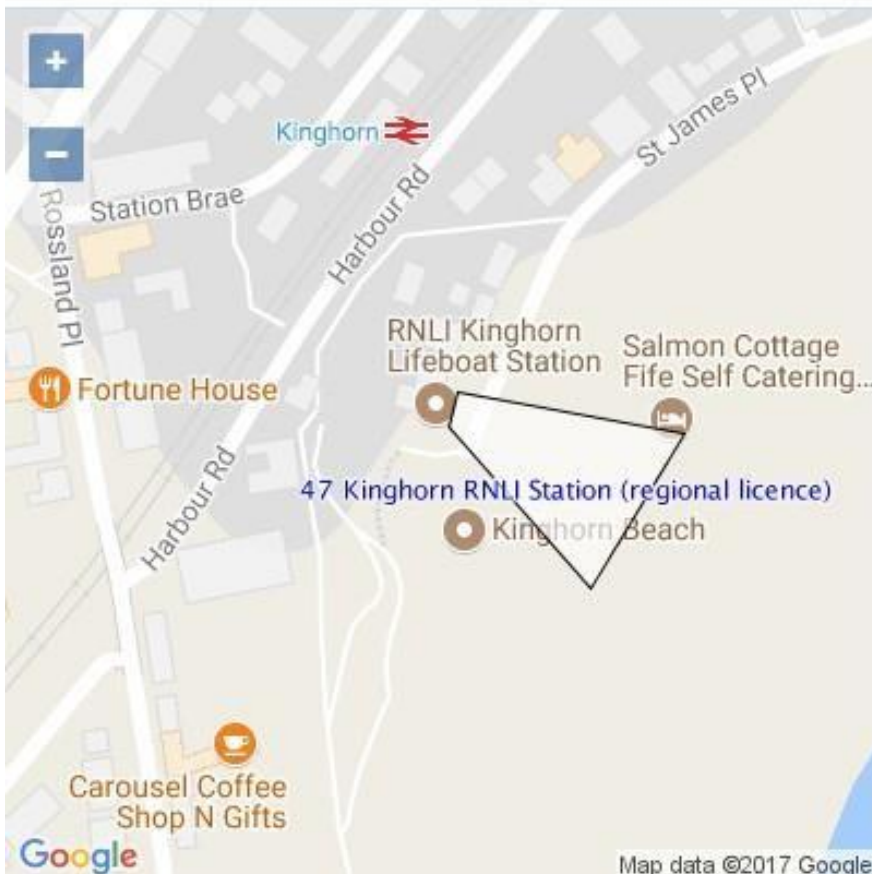 +
−
Kinghorn
St James Pl
Station Brae
Harbour Rd
Rossland Pl
RNLI Kinghorn
Lifeboat Station
Salmon Cottage
Fife Self Catering...
Fortune House
47 Kinghorn RNLI Station (regional licence)
Kinghorn Beach
Harbour Rd
Carousel Coffee
Shop N Gifts
Google
Map data ©2017 Google